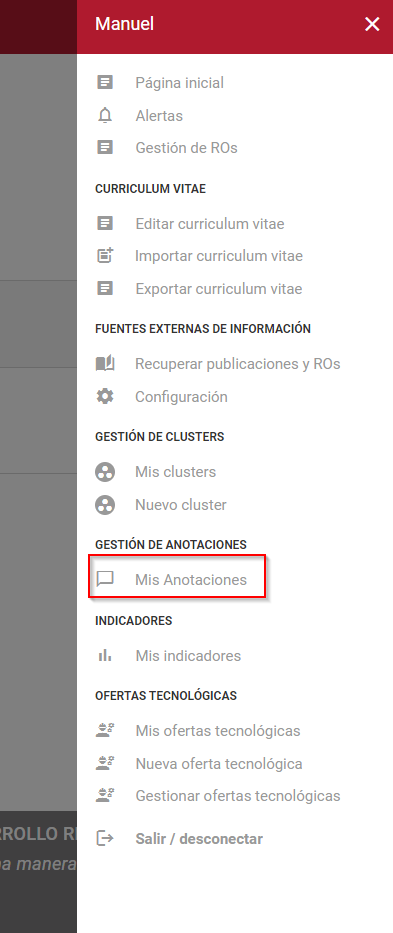 Manuel
Página inicial
Alertas
Gestión de ROs
CURRICULUM VITAE
Editar curriculum vitae
Importar curriculum vitae
Exportar curriculum vitae
FUENTES EXTERNAS DE INFORMACIÓN
Recuperar publicaciones y ROs
Configuración
GESTIÓN DE CLUSTERS
Mis clusters
Nuevo cluster
GESTIÓN DE ANOTACIONES
Mis Anotaciones
INDICADORES
Mis indicadores
OFERTAS TECNOLÓGICAS
Mis ofertas tecnológicas
Nueva oferta tecnológica
Gestionar ofertas tecnológicas
RROLLO R
na manera
Salir / desconectar